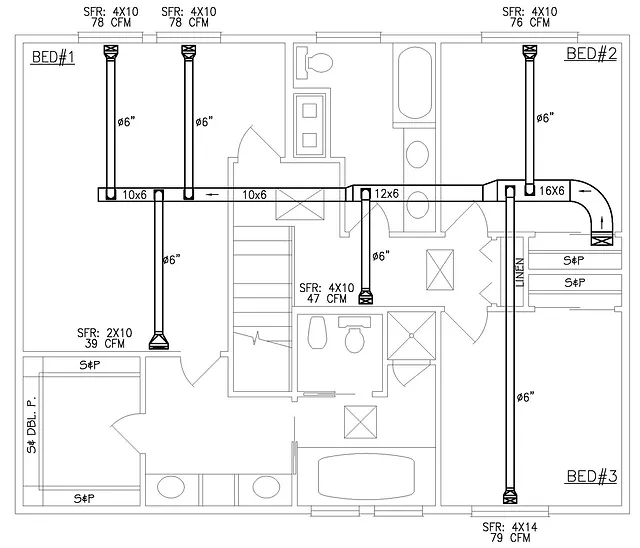 SFR: 4X10
78 CFM
SFR: 4X10
78 CFM
SFR: 4X10
76 CFM
BED#1
BED#2
ø6"
ø6"
ø6"
10x6
10x6
12x6
16X6
ø6"
ø6"
S&P
S&P
LINEN
SFR: 4X10
47 CFM
SFR: 2X10
39 CFM
S&P
S& DBL. P.
ø6"
BED#3
S&P
SFR: 4X14
79 CFM